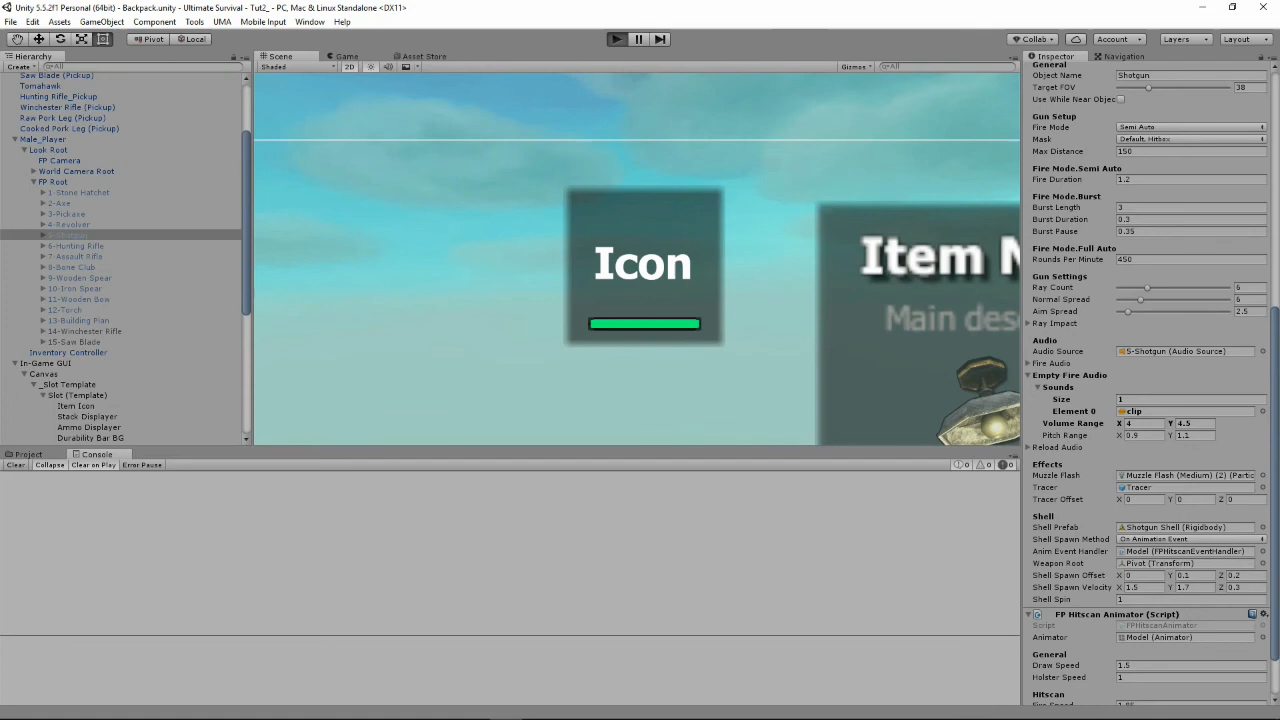 Unity 5.5.2f1 Personal (64bit) - Backpack.unity - Ultimate Survival - Tut2_ - PC, Mac & Linux Standalone <DX11>
File Edit Assets GameObject Component Tools UMA Mobile Input Window Help
Pivot Local Collab Account Layers Layout
Hierarchy
Create All
Saw Blade (Pickup)
Tomahawk
Hunting Rifle_Pickup
Winchester Rifle (Pickup)
Raw Pork Leg (Pickup)
Cooked Pork Leg (Pickup)
Male_Player
Look Root
FP Camera
World Camera Root
FP Root
1-Stone Hatchet
2-Axe
3-Pickaxe
4-Revolver
6-Hunting Rifle
7-Assault Rifle
8-Bone Club
9-Wooden Spear
10-Iron Spear
11-Wooden Bow
12-Torch
13-Building Plan
14-Winchester Rifle
15-Saw Blade
Inventory Controller
In-Game GUI
Canvas
_Slot Template
Slot (Template)
Item Icon
Stack Displayer
Ammo Displayer
Durability Bar BG
Scene Game Asset Store
Shaded 2D Gizmos All
Icon
Item N
Main des
Project Console
Clear Collapse Clear on Play Error Pause 0 0 0
Inspector Navigation
General
Object Name Shotgun
Target FOV 38
Use While Near Objec
Gun Setup
Fire Mode Semi Auto
Mask Default, Hitbox
Max Distance 150
Fire Mode.Semi Auto
Fire Duration 1.2
Fire Mode.Burst
Burst Length 3
Burst Duration 0.3
Burst Pause 0.35
Fire Mode.Full Auto
Rounds Per Minute 450
Gun Settings
Ray Count 6
Normal Spread 6
Aim Spread 2.5
Ray Impact
Audio
Audio Source 5-Shotgun (Audio Source)
Fire Audio
Empty Fire Audio
Sounds
Size 1
Element 0 clip
Volume Range X 4 Y 4.5
Pitch Range X 0.9 Y 1.1
Reload Audio
Effects
Muzzle Flash Muzzle Flash (Medium) (2) (Partic
Tracer Tracer
Tracer Offset X 0 Y 0 Z 0
Shell
Shell Prefab Shotgun Shell (Rigidbody)
Shell Spawn Method On Animation Event
Anim Event Handler Model (FPHitscanEventHandler)
Weapon Root Pivot (Transform)
Shell Spawn Offset X 0 Y 0.1 Z 0.2
Shell Spawn Velocity X 1.5 Y 1.7 Z 0.3
Shell Spin 1
FP Hitscan Animator (Script)
Script FPHitscanAnimator
Animator Model (Animator)
General
Draw Speed 1.5
Holster Speed 1
Hitscan